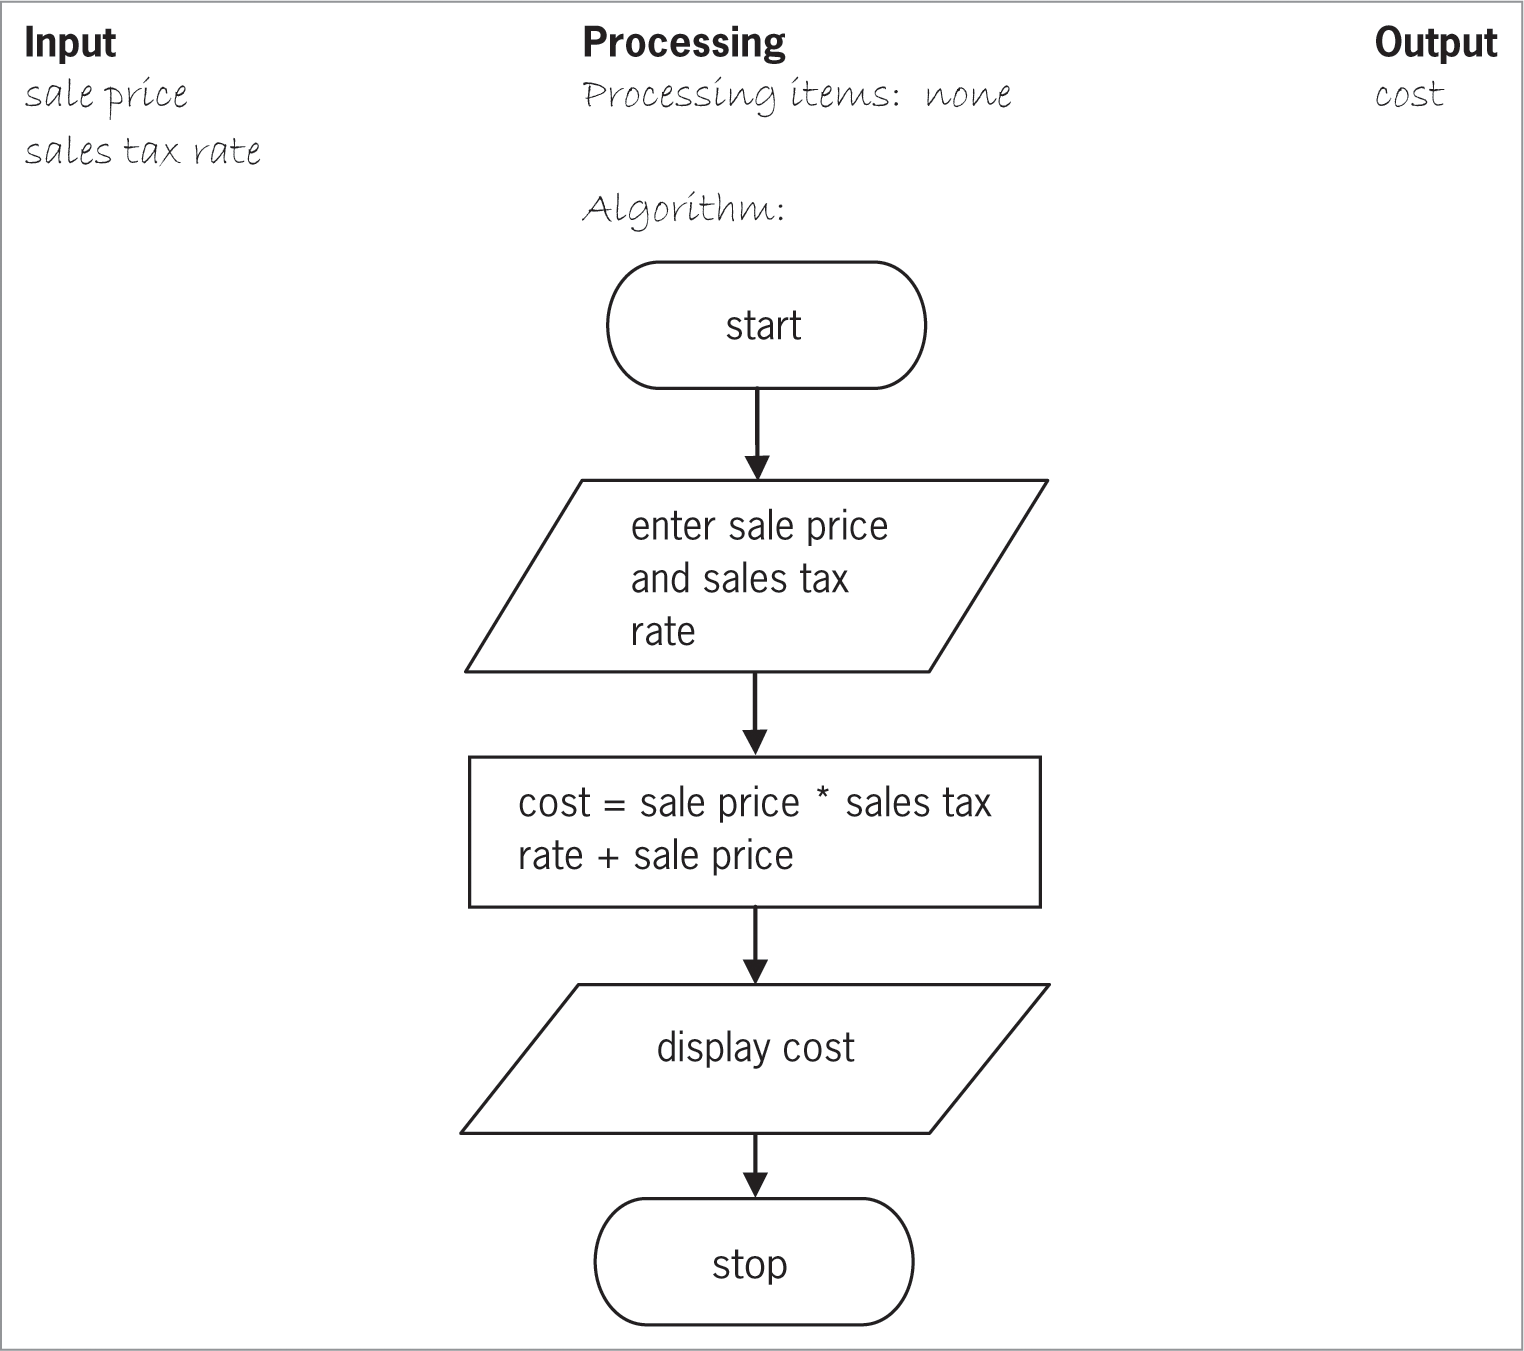 Input
sale price
sales tax rate
Processing
Processing items: none
Algorithm:
start
enter sale price
and sales tax
rate
cost = sale price * sales tax
rate + sale price
display cost
stop
Output
cost